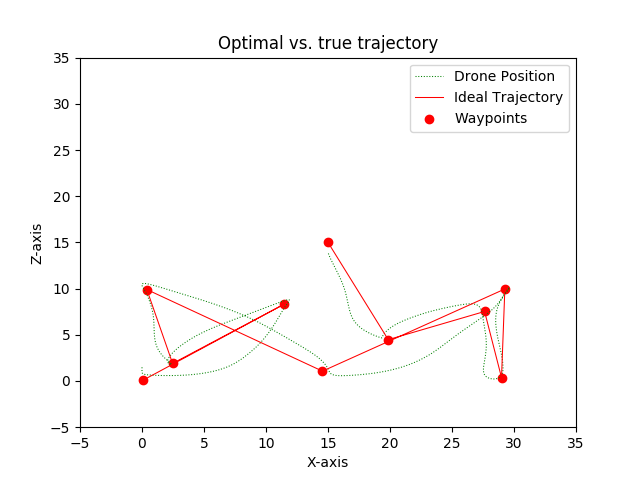 Optimal vs. true trajectory
Drone Position
Ideal Trajectory
Waypoints
35
30
25
20
15
10
5
0
−5
Z-axis
−5 0 5 10 15 20 25 30 35
X-axis